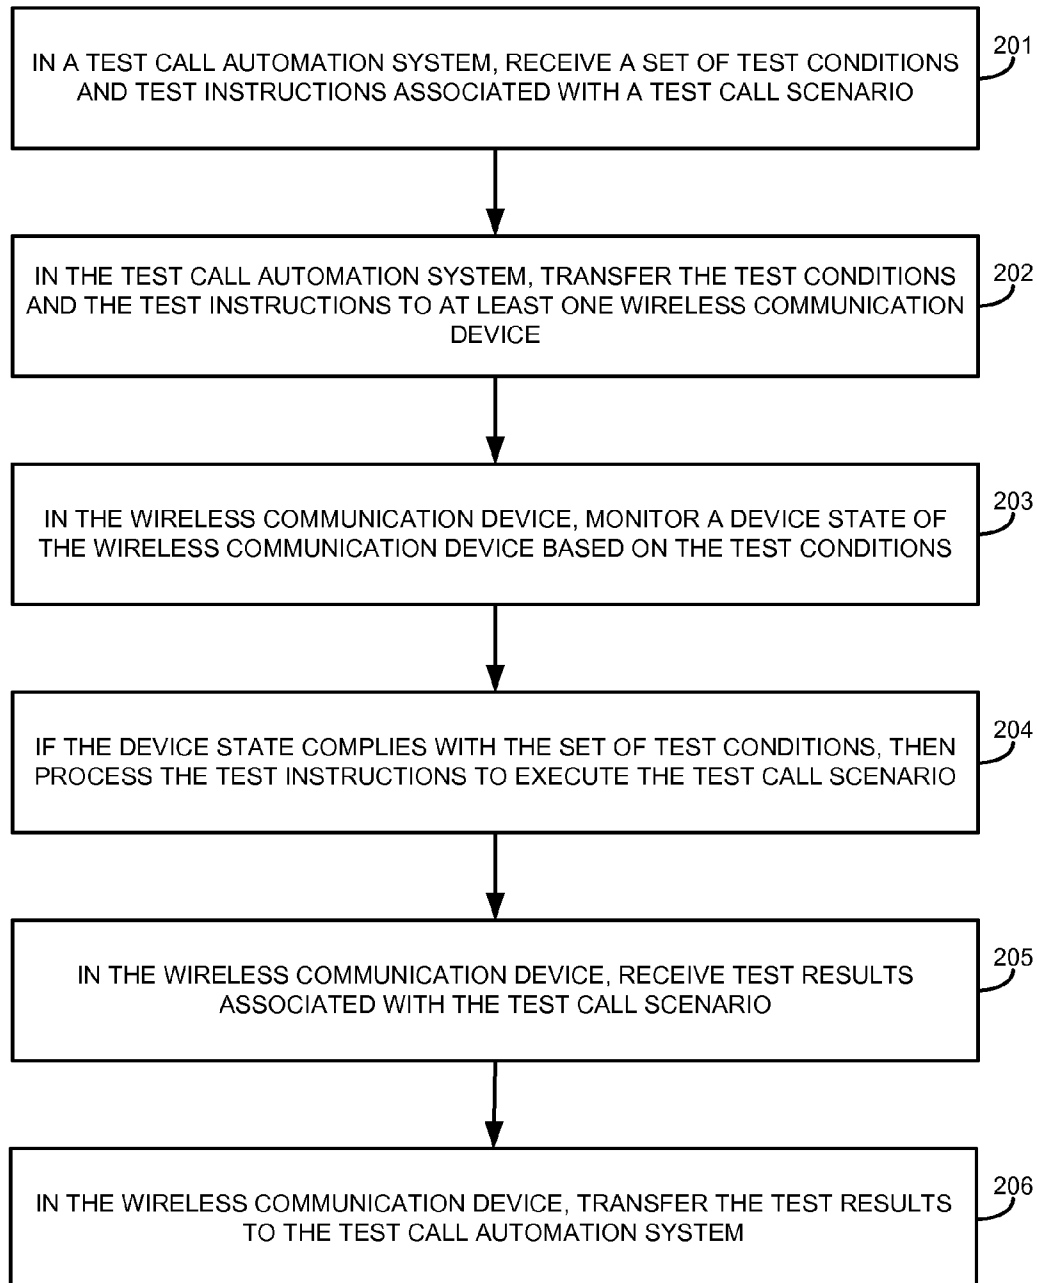 IN A TEST CALL AUTOMATION SYSTEM, RECEIVE A SET OF TEST CONDITIONS
AND TEST INSTRUCTIONS ASSOCIATED WITH A TEST CALL SCENARIO
201
IN THE TEST CALL AUTOMATION SYSTEM, TRANSFER THE TEST CONDITIONS
AND THE TEST INSTRUCTIONS TO AT LEAST ONE WIRELESS COMMUNICATION
DEVICE
202
IN THE WIRELESS COMMUNICATION DEVICE, MONITOR A DEVICE STATE OF
THE WIRELESS COMMUNICATION DEVICE BASED ON THE TEST CONDITIONS
203
IF THE DEVICE STATE COMPLIES WITH THE SET OF TEST CONDITIONS, THEN
PROCESS THE TEST INSTRUCTIONS TO EXECUTE THE TEST CALL SCENARIO
204
IN THE WIRELESS COMMUNICATION DEVICE, RECEIVE TEST RESULTS
ASSOCIATED WITH THE TEST CALL SCENARIO
205
IN THE WIRELESS COMMUNICATION DEVICE, TRANSFER THE TEST RESULTS
TO THE TEST CALL AUTOMATION SYSTEM
206